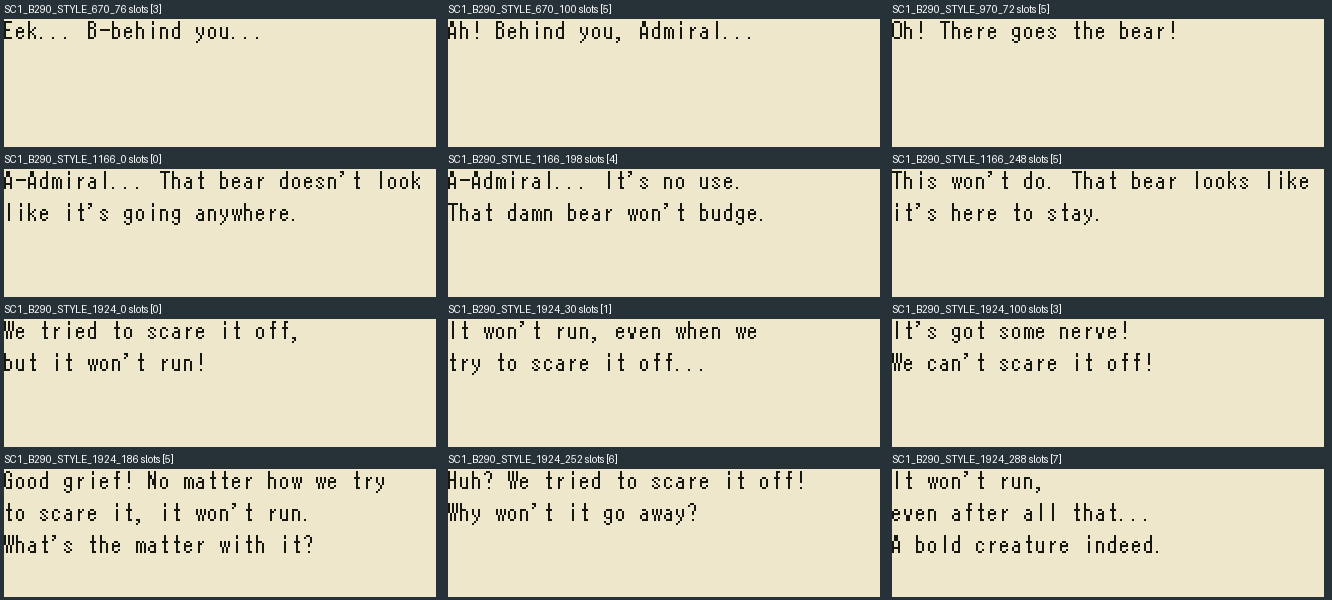 SC1_B290_STYLE_670_76 slots [3]
Eek... B-behind you...
SC1_B290_STYLE_670_100 slots [5]
Ah! Behind you, Admiral...
SC1_B290_STYLE_970_72 slots [5]
Oh! There goes the bear!
SC1_B290_STYLE_1166_0 slots [0]
A-Admiral... That bear doesn't look
like it's going anywhere.
SC1_B290_STYLE_1166_198 slots [4]
A-Admiral... It's no use.
That damn bear won't budge.
SC1_B290_STYLE_1166_248 slots [5]
This won't do. That bear looks like
it's here to stay.
SC1_B290_STYLE_1924_0 slots [0]
We tried to scare it off,
but it won't run!
SC1_B290_STYLE_1924_30 slots [1]
It won't run, even when we
try to scare it off...
SC1_B290_STYLE_1924_100 slots [3]
It's got some nerve!
We can't scare it off!
SC1_B290_STYLE_1924_186 slots [5]
Good grief! No matter how we try
to scare it, it won't run.
What's the matter with it?
SC1_B290_STYLE_1924_252 slots [6]
Huh? We tried to scare it off!
Why won't it go away?
SC1_B290_STYLE_1924_288 slots [7]
It won't run,
even after all that...
A bold creature indeed.